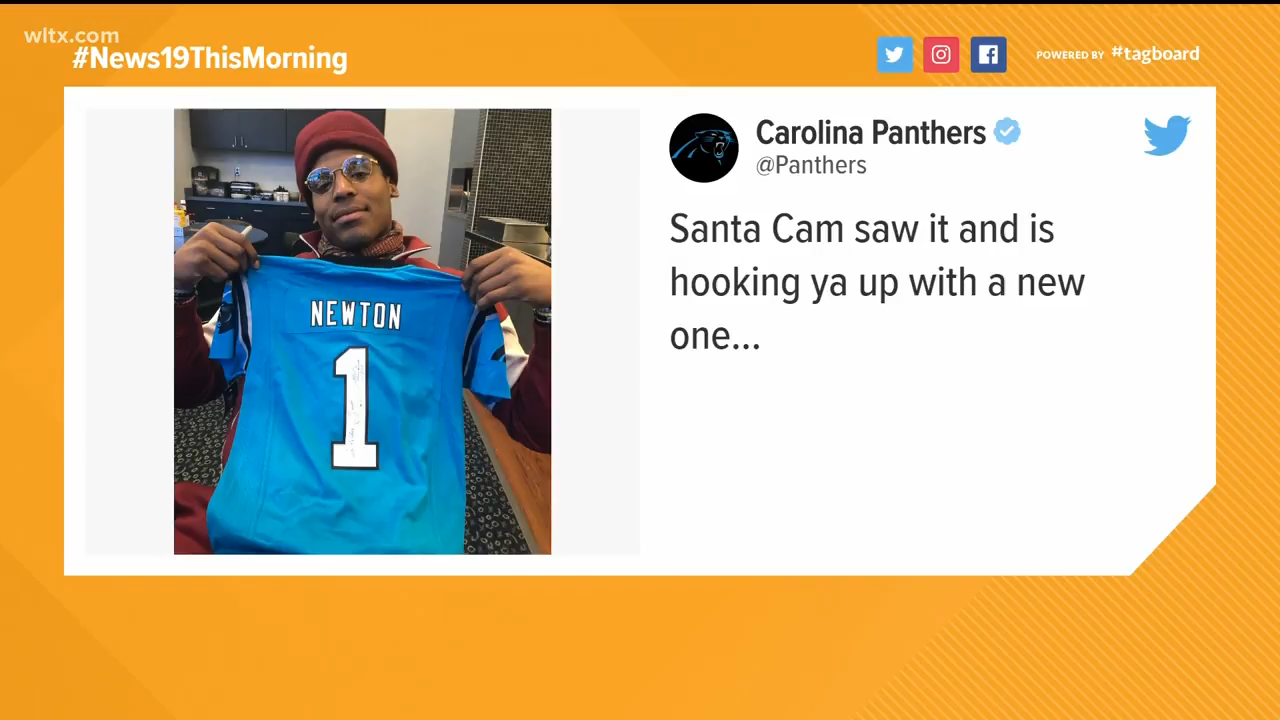 wltx.com
#News19ThisMorning
POWERED BY #tagboard
Carolina Panthers
@Panthers
Santa Cam saw it and is
hooking ya up with a new
one...
NEWTON
1